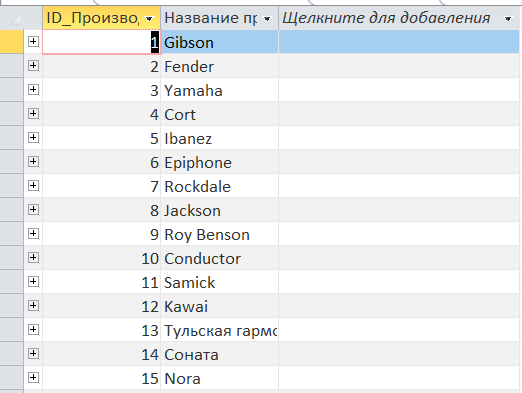 ID_Произво Название пр Щелкните для добавления
1 Gibson
2 Fender
3 Yamaha
4 Cort
5 Ibanez
6 Epiphone
7 Rockdale
8 Jackson
9 Roy Benson
10 Conductor
11 Samick
12 Kawai
13 Тульская гармо
14 Соната
15 Nora